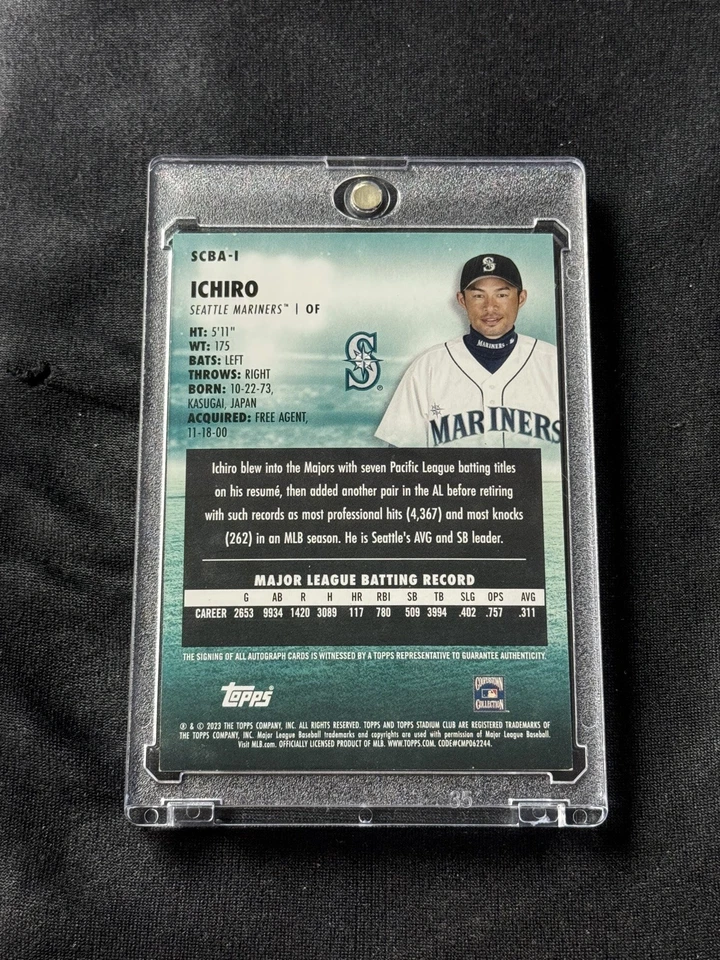 SCBA-I
ICHIRO
SEATTLE MARINERS™ | OF
HT: 5'11"
WT: 175
BATS: LEFT
THROWS: RIGHT
BORN: 10-22-73,
KASUGAI, JAPAN
ACQUIRED: FREE AGENT,
11-18-00
S
S
®
MARINERS
MARINERS
Ichiro blew into the Majors with seven Pacific League batting titles
on his resumé, then added another pair in the AL before retiring
with such records as most professional hits (4,367) and most knocks
(262) in an MLB season. He is Seattle's AVG and SB leader.
MAJOR LEAGUE BATTING RECORD
G AB R H HR RBI SB TB SLG OPS AVG
CAREER 2653 9934 1420 3089 117 780 509 3994 .402 .757 .311
THE SIGNING OF ALL AUTOGRAPH CARDS IS WITNESSED BY A TOPPS REPRESENTATIVE TO GUARANTEE AUTHENTICITY.
topps®
COOPERSTOWN
COLLECTION
® & © 2023 THE TOPPS COMPANY, INC. ALL RIGHTS RESERVED. TOPPS AND TOPPS STADIUM CLUB ARE REGISTERED TRADEMARKS OF
THE TOPPS COMPANY, INC. Major League Baseball trademarks and copyrights are used with permission of Major League Baseball.
Visit MLB.com. OFFICIALLY LICENSED PRODUCT OF MLB. WWW.TOPPS.COM. CODE#CMP062244.
35